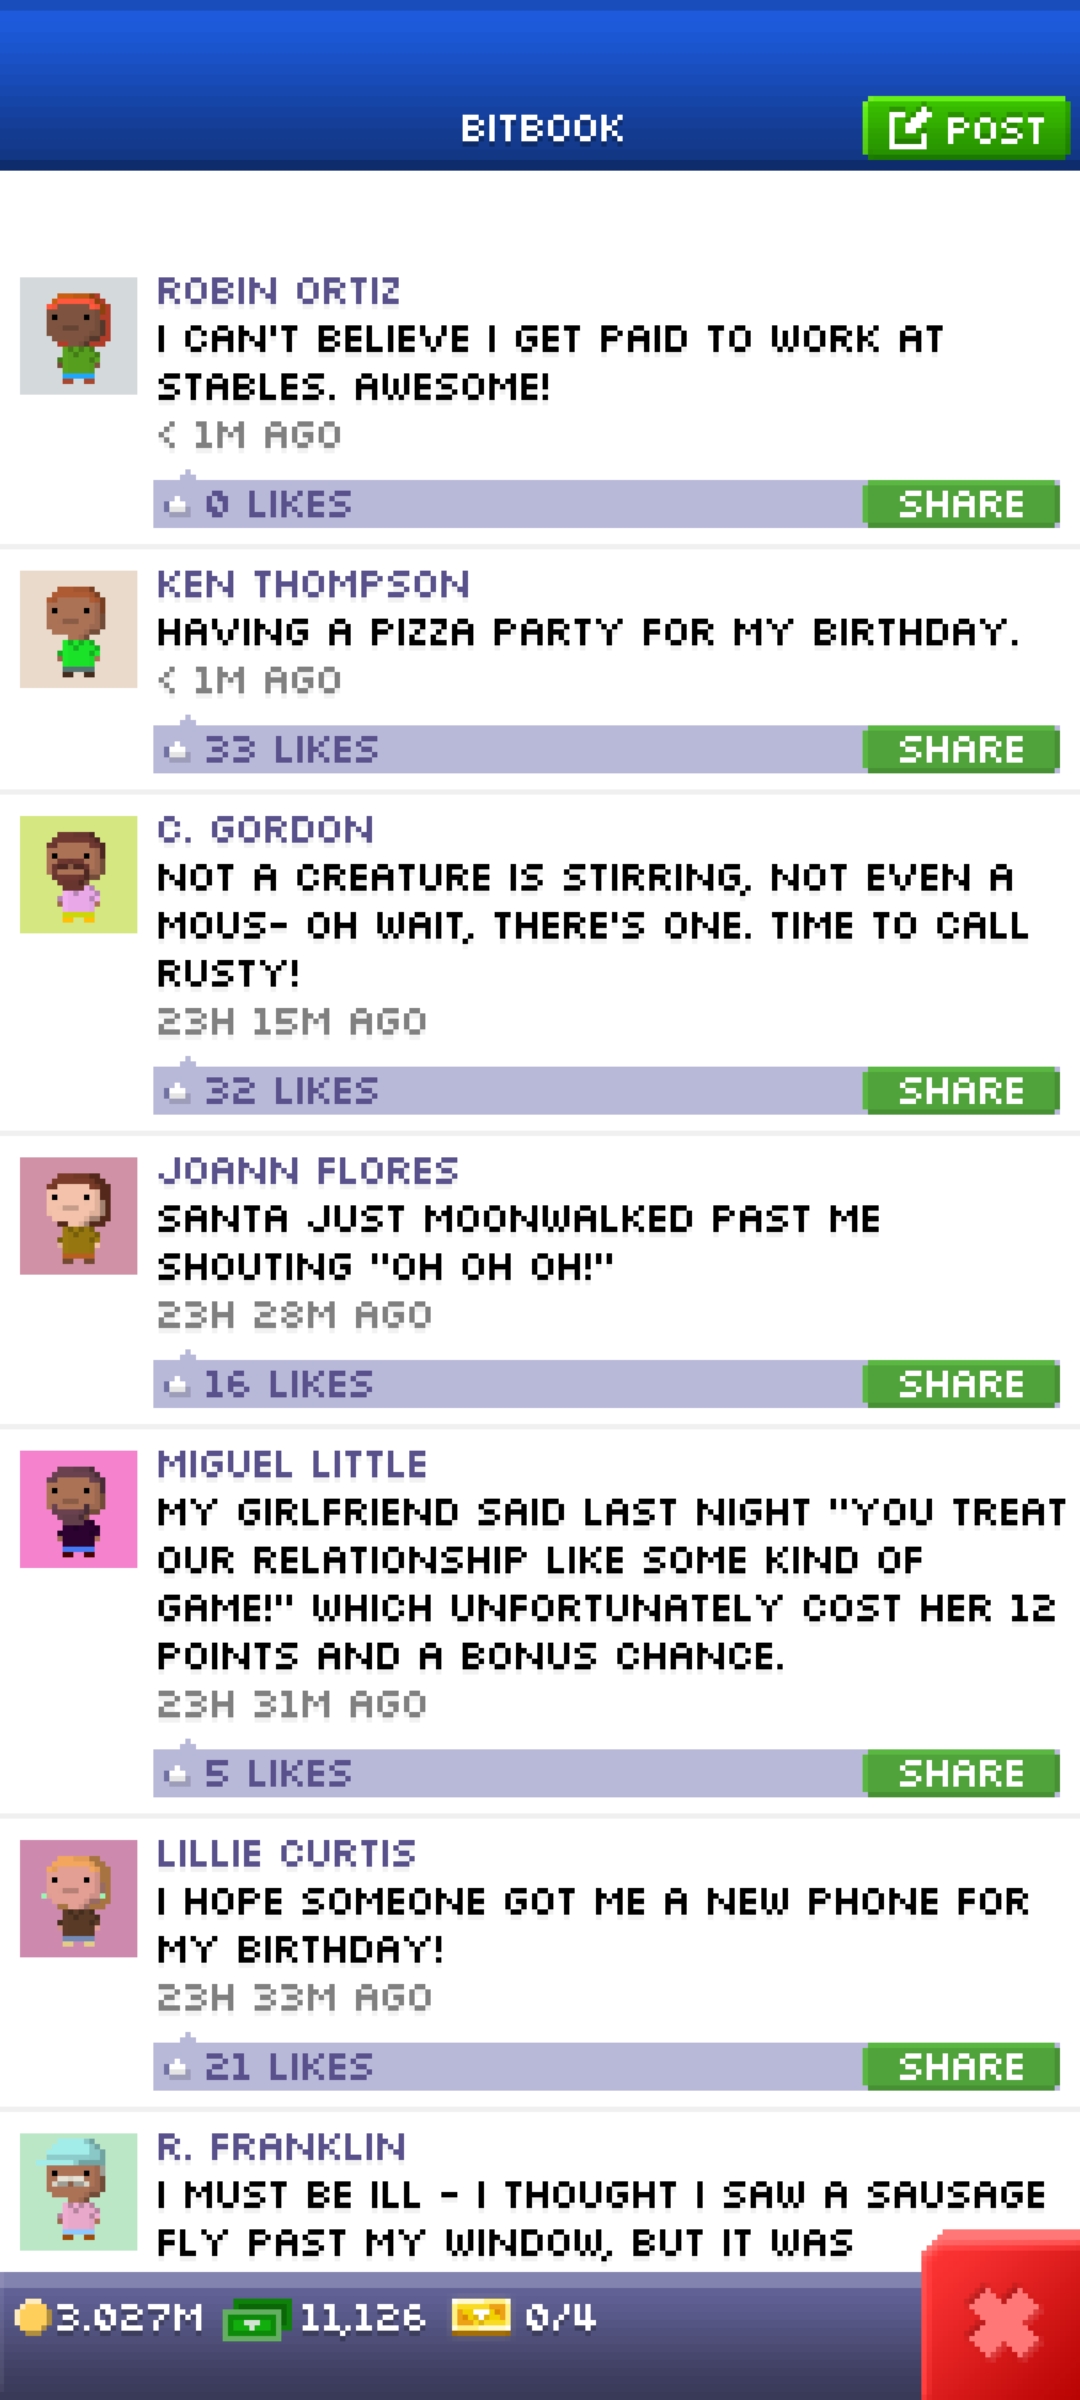 BITBOOK
POST
ROBIN ORTIZ
I CAN'T BELIEVE I GET PAID TO WORK AT
STABLES. AWESOME!
< 1M AGO
0 LIKES
SHARE
KEN THOMPSON
HAVING A PIZZA PARTY FOR MY BIRTHDAY.
< 1M AGO
33 LIKES
SHARE
C. GORDON
NOT A CREATURE IS STIRRING, NOT EVEN A
MOUS- OH WAIT, THERE'S ONE. TIME TO CALL
RUSTY!
23H 15M AGO
32 LIKES
SHARE
JOANN FLORES
SANTA JUST MOONWALKED PAST ME
SHOUTING "OH OH OH!"
23H 28M AGO
16 LIKES
SHARE
MIGUEL LITTLE
MY GIRLFRIEND SAID LAST NIGHT "YOU TREAT
OUR RELATIONSHIP LIKE SOME KIND OF
GAME!" WHICH UNFORTUNATELY COST HER 12
POINTS AND A BONUS CHANCE.
23H 31M AGO
5 LIKES
SHARE
LILLIE CURTIS
I HOPE SOMEONE GOT ME A NEW PHONE FOR
MY BIRTHDAY!
23H 33M AGO
21 LIKES
SHARE
R. FRANKLIN
I MUST BE ILL - I THOUGHT I SAW A SAUSAGE
FLY PAST MY WINDOW, BUT IT WAS
3.027M 11,126 0/4